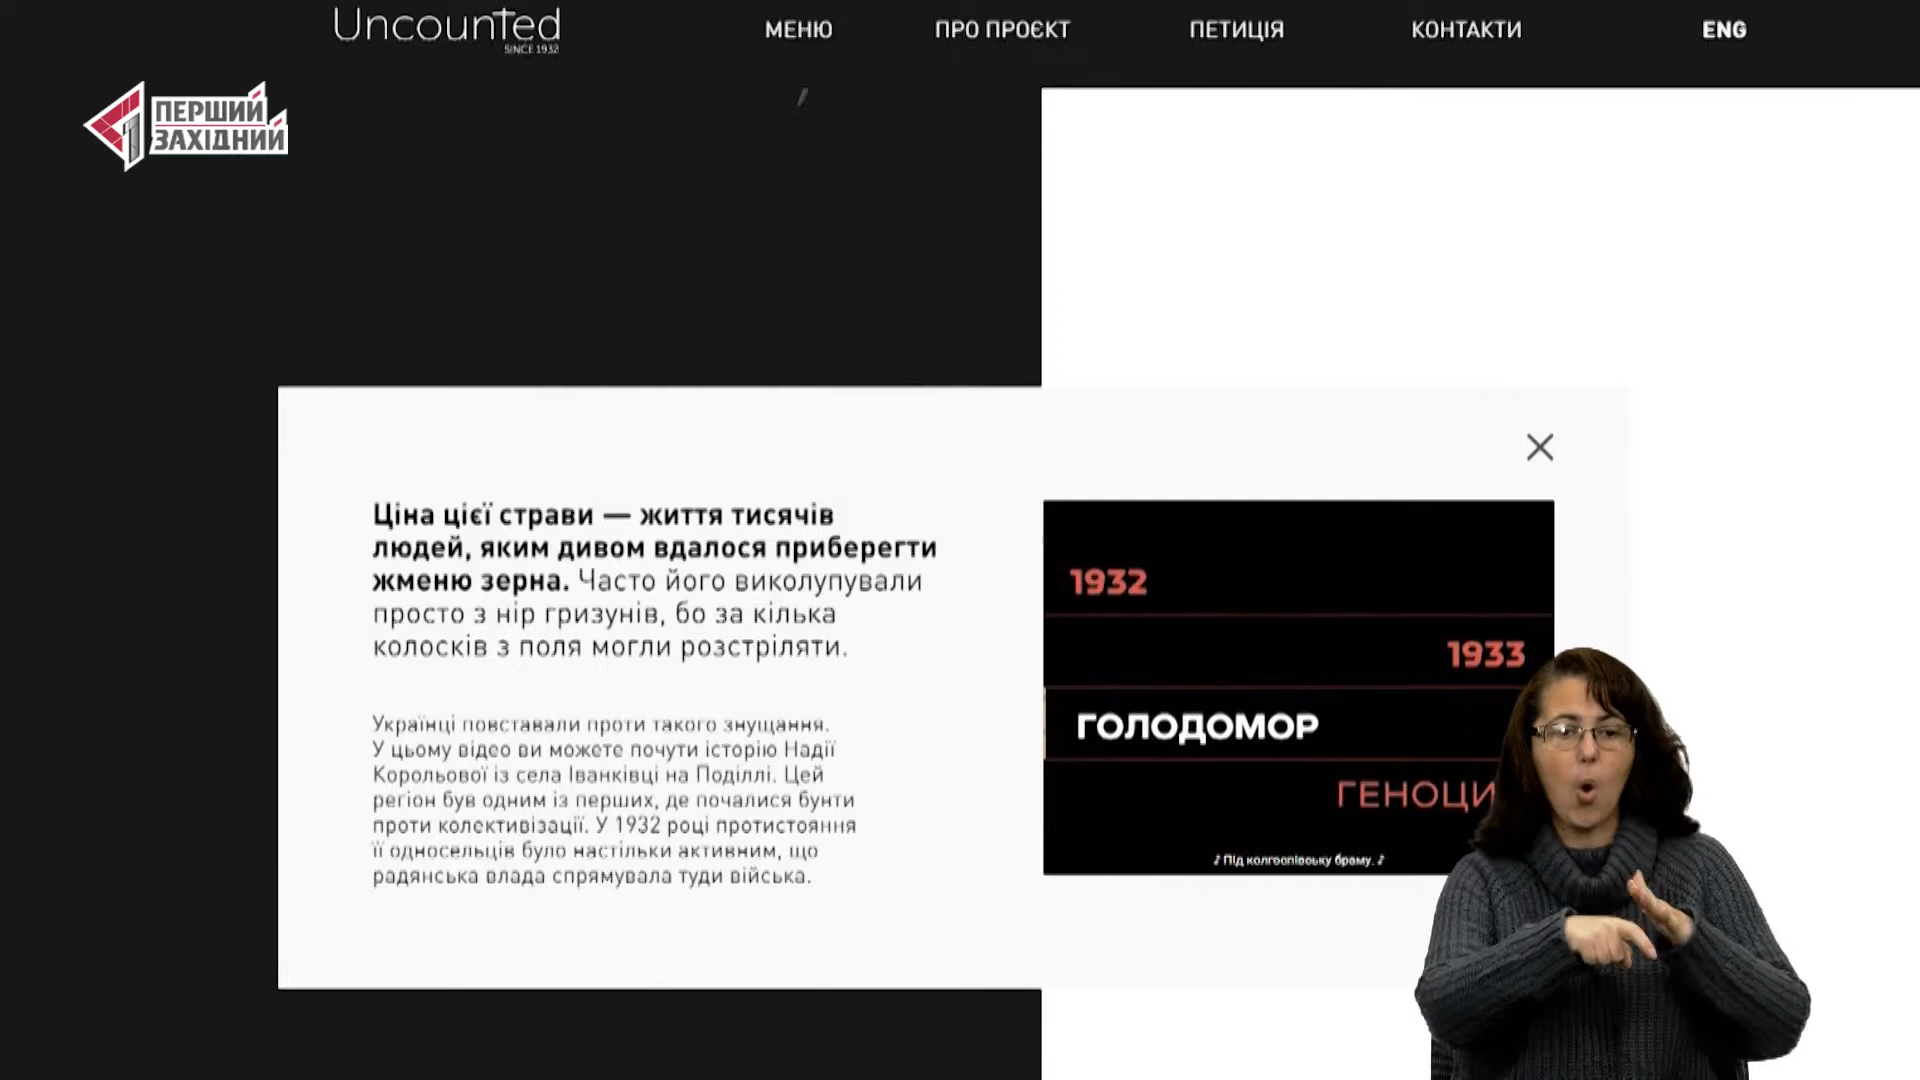 Uncounted
SINCE 1932
МЕНЮ
ПРО ПРОЄКТ
ПЕТИЦІЯ
КОНТАКТИ
ENG
ПЕРШИЙ
ЗАХІДНИЙ
Ціна цієї страви — життя тисячів
людей, яким дивом вдалося приберегти
жменю зерна. Часто його виколупували
просто з нір гризунів, бо за кілька
колосків з поля могли розстріляти.
Українці повставали проти такого знущання.
У цьому відео ви можете почути історію Надії
Корольової із села Іванківці на Поділлі. Цей
регіон був одним із перших, де почалися бунти
проти колективізації. У 1932 році протистояння
її односельців було настільки активним, що
радянська влада спрямувала туди війська.
1932
1933
ГОЛОДОМОР
ГЕНОЦИ
♪ Під колгоспівську браму. ♪